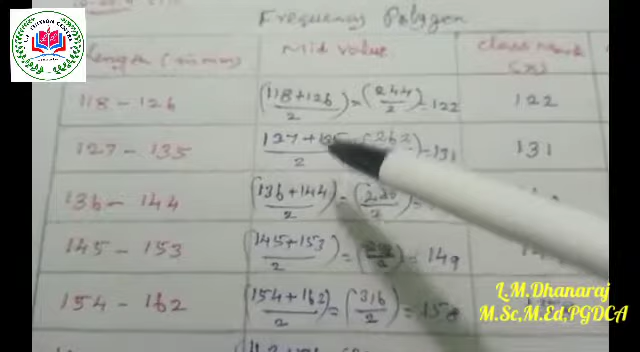 Frequency Polygon
Length (in mm) Mid value Class mark (x)
118 - 126 (118+126)/2 = (244/2) = 122 122
127 - 135 131 131
136 - 144 (136+144)/2
145 - 153 (145+153)/2 = 149
154 - 162 (154+162)/2 = (316/2) = 158
L.M.Dhanaraj
M.Sc,M.Ed,PGDCA